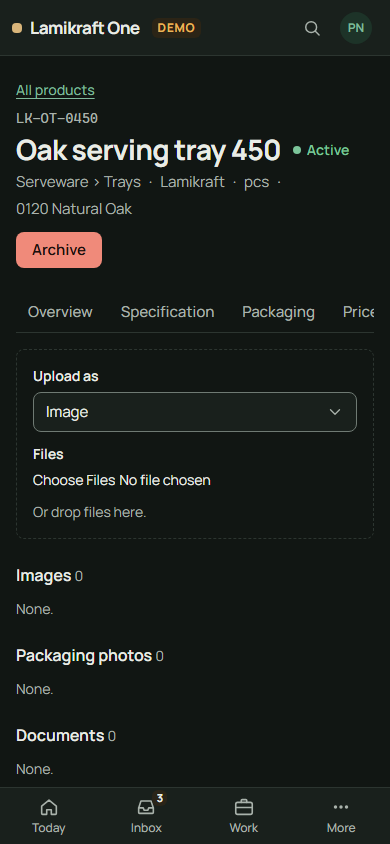 Lamikraft One DEMO PN
All products
LK-OT-0450
Oak serving tray 450 Active
Serveware > Trays · Lamikraft · pcs ·
0120 Natural Oak
Archive
Overview Specification Packaging Price
Upload as
Image
Files
Choose Files No file chosen
Or drop files here.
Images 0
None.
Packaging photos 0
None.
Documents 0
None.
3
Today Inbox Work More